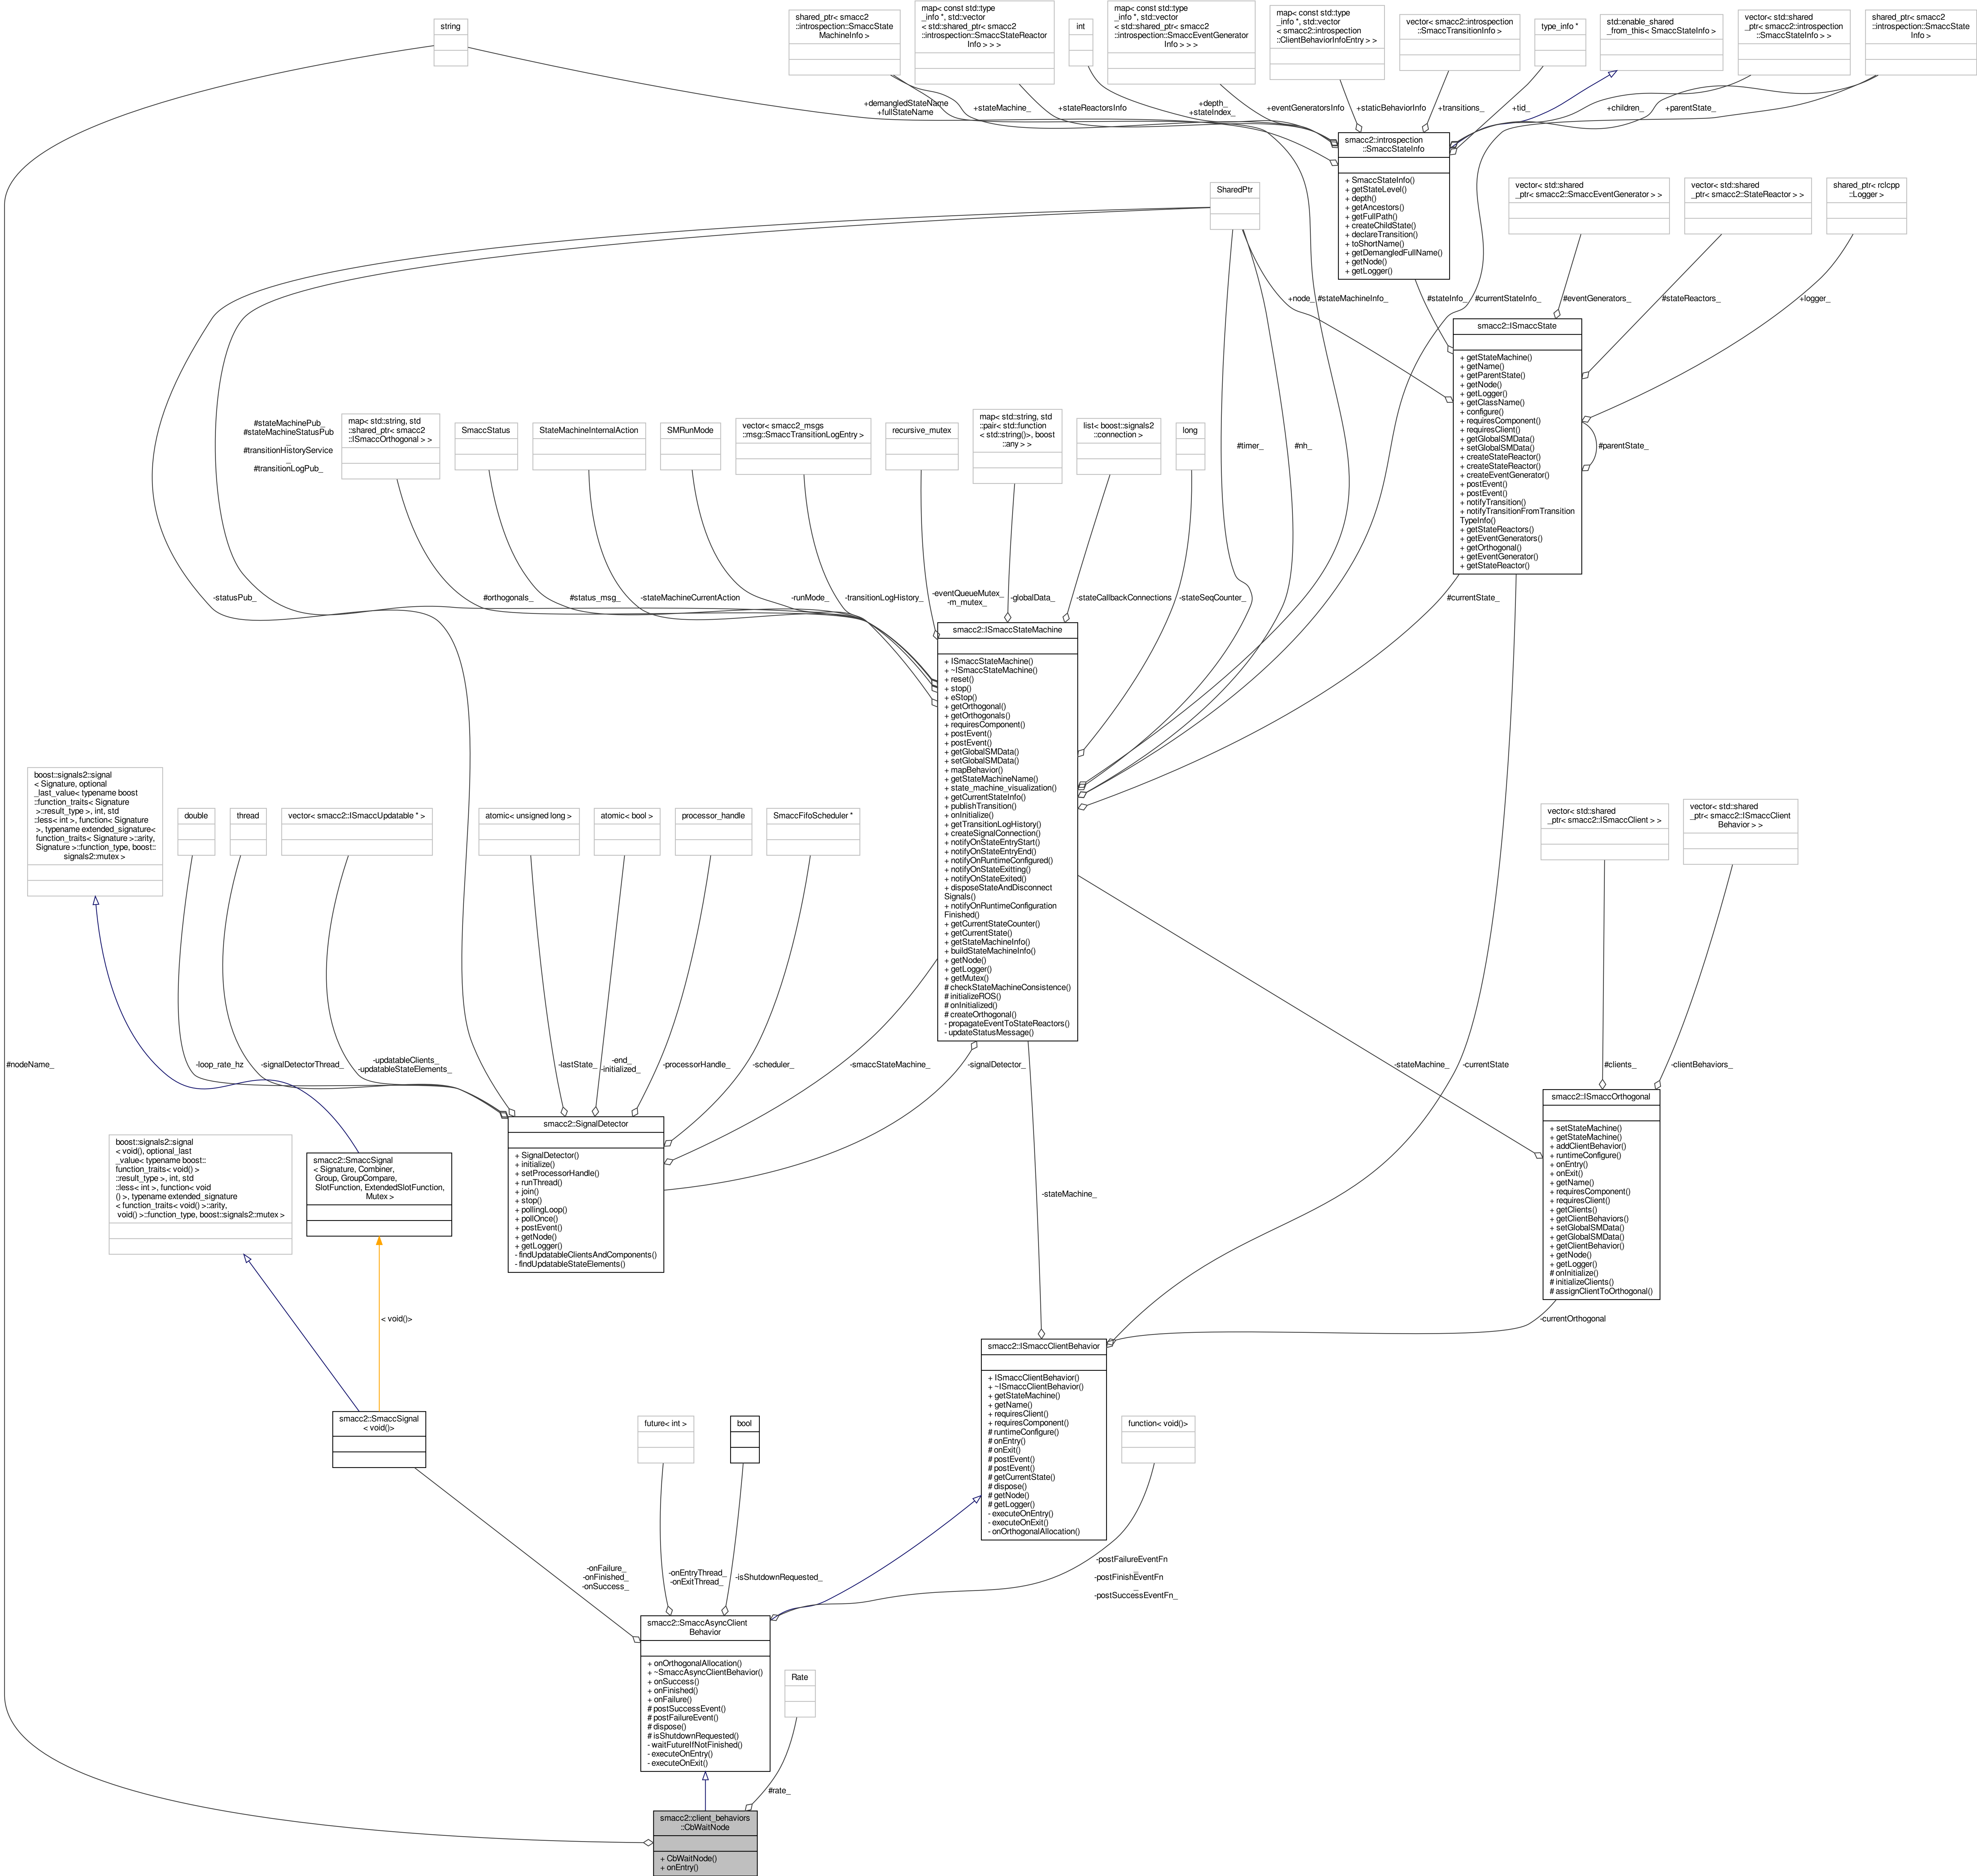 string
shared_ptr< smacc2
::introspection::SmaccState
MachineInfo >
map< const std::type
_info *, std::vector
< std::shared_ptr< smacc2
::introspection::SmaccStateReactor
Info > > >
int
map< const std::type
_info *, std::vector
< std::shared_ptr< smacc2
::introspection::SmaccEventGenerator
Info > > >
map< const std::type
_info *, std::vector
< smacc2::introspection
::ClientBehaviorInfoEntry > >
vector< smacc2::introspection
::SmaccTransitionInfo >
type_info *
std::enable_shared
_from_this< SmaccStateInfo >
vector< std::shared
_ptr< smacc2::introspection
::SmaccStateInfo > >
shared_ptr< smacc2
::introspection::SmaccState
Info >
+demangledStateName
+fullStateName
+stateMachine_
+stateReactorsInfo
+depth_
+stateIndex_
+eventGeneratorsInfo
+staticBehaviorInfo
+transitions_
+tid_
+children_
+parentState_
smacc2::introspection
::SmaccStateInfo
+ SmaccStateInfo()
+ getStateLevel()
+ depth()
+ getAncestors()
+ getFullPath()
+ createChildState()
+ declareTransition()
+ toShortName()
+ getDemangledFullName()
+ getNode()
+ getLogger()
SharedPtr
vector< std::shared
_ptr< smacc2::SmaccEventGenerator > >
vector< std::shared
_ptr< smacc2::StateReactor > >
shared_ptr< rclcpp
::Logger >
+node_
#stateMachineInfo_
#stateInfo_
#currentStateInfo_
#eventGenerators_
#stateReactors_
+logger_
smacc2::ISmaccState
+ getStateMachine()
+ getName()
+ getParentState()
+ getNode()
+ getLogger()
+ getClassName()
+ configure()
+ requiresComponent()
+ requiresClient()
+ getGlobalSMData()
+ setGlobalSMData()
+ createStateReactor()
+ createStateReactor()
+ createEventGenerator()
+ postEvent()
+ postEvent()
+ notifyTransition()
+ notifyTransitionFromTransition
TypeInfo()
+ getStateReactors()
+ getEventGenerators()
+ getOrthogonal()
+ getEventGenerator()
+ getStateReactor()
#parentState_
#stateMachinePub_
#stateMachineStatusPub
_
#transitionHistoryService
_
#transitionLogPub_
map< std::string, std
::shared_ptr< smacc2
::ISmaccOrthogonal > >
SmaccStatus
StateMachineInternalAction
SMRunMode
vector< smacc2_msgs
::msg::SmaccTransitionLogEntry >
recursive_mutex
map< std::string, std
::pair< std::function
< std::string()>, boost
::any > >
list< boost::signals2
::connection >
long
#timer_
#nh_
-statusPub_
#orthogonals_
#status_msg_
-stateMachineCurrentAction
-runMode_
-transitionLogHistory_
-eventQueueMutex_
-m_mutex_
-globalData_
-stateCallbackConnections
-stateSeqCounter_
#currentState_
smacc2::ISmaccStateMachine
+ ISmaccStateMachine()
+ ~ISmaccStateMachine()
+ reset()
+ stop()
+ eStop()
+ getOrthogonal()
+ getOrthogonals()
+ requiresComponent()
+ postEvent()
+ postEvent()
+ getGlobalSMData()
+ setGlobalSMData()
+ mapBehavior()
+ getStateMachineName()
+ state_machine_visualization()
+ getCurrentStateInfo()
+ publishTransition()
+ onInitialize()
+ getTransitionLogHistory()
+ createSignalConnection()
+ notifyOnStateEntryStart()
+ notifyOnStateEntryEnd()
+ notifyOnRuntimeConfigured()
+ notifyOnStateExitting()
+ notifyOnStateExited()
+ disposeStateAndDisconnect
Signals()
+ notifyOnRuntimeConfiguration
Finished()
+ getCurrentStateCounter()
+ getCurrentState()
+ getStateMachineInfo()
+ buildStateMachineInfo()
+ getNode()
+ getLogger()
+ getMutex()
# checkStateMachineConsistence()
# initializeROS()
# onInitialized()
# createOrthogonal()
- propagateEventToStateReactors()
- updateStatusMessage()
boost::signals2::signal
< Signature, optional
_last_value< typename boost
::function_traits< Signature
>::result_type >, int, std
::less< int >, function< Signature
>, typename extended_signature<
function_traits< Signature >::arity,
Signature >::function_type, boost::
signals2::mutex >
double
thread
vector< smacc2::ISmaccUpdatable * >
atomic< unsigned long >
atomic< bool >
processor_handle
SmaccFifoScheduler *
vector< std::shared
_ptr< smacc2::ISmaccClient > >
vector< std::shared
_ptr< smacc2::ISmaccClient
Behavior > >
#nodeName_
-loop_rate_hz
-signalDetectorThread_
-updatableClients_
-updatableStateElements_
-lastState_
-end_
-initialized_
-processorHandle_
-scheduler_
-smaccStateMachine_
-signalDetector_
-stateMachine_
-currentState
#clients_
-clientBehaviors_
smacc2::SignalDetector
+ SignalDetector()
+ initialize()
+ setProcessorHandle()
+ runThread()
+ join()
+ stop()
+ pollingLoop()
+ pollOnce()
+ postEvent()
+ getNode()
+ getLogger()
- findUpdatableClientsAndComponents()
- findUpdatableStateElements()
smacc2::ISmaccOrthogonal
+ setStateMachine()
+ getStateMachine()
+ addClientBehavior()
+ runtimeConfigure()
+ onEntry()
+ onExit()
+ getName()
+ requiresComponent()
+ requiresClient()
+ getClients()
+ getClientBehaviors()
+ setGlobalSMData()
+ getGlobalSMData()
+ getClientBehavior()
+ getNode()
+ getLogger()
# onInitialize()
# initializeClients()
# assignClientToOrthogonal()
boost::signals2::signal
< void(), optional_last
_value< typename boost::
function_traits< void() >
::result_type >, int, std
::less< int >, function< void
() >, typename extended_signature
< function_traits< void() >::arity,
void() >::function_type, boost::signals2::mutex >
smacc2::SmaccSignal
< Signature, Combiner,
Group, GroupCompare,
SlotFunction, ExtendedSlotFunction,
Mutex >
-stateMachine_
< void()>
-currentOrthogonal
smacc2::ISmaccClientBehavior
+ ISmaccClientBehavior()
+ ~ISmaccClientBehavior()
+ getStateMachine()
+ getName()
+ requiresClient()
+ requiresComponent()
# runtimeConfigure()
# onEntry()
# onExit()
# postEvent()
# postEvent()
# getCurrentState()
# dispose()
# getNode()
# getLogger()
- executeOnEntry()
- executeOnExit()
- onOrthogonalAllocation()
smacc2::SmaccSignal
< void()>
future< int >
bool
function< void()>
-onFailure_
-onFinished_
-onSuccess_
-onEntryThread_
-onExitThread_
-isShutdownRequested_
-postFailureEventFn
_
-postFinishEventFn
_
-postSuccessEventFn_
smacc2::SmaccAsyncClient
Behavior
+ onOrthogonalAllocation()
+ ~SmaccAsyncClientBehavior()
+ onSuccess()
+ onFinished()
+ onFailure()
# postSuccessEvent()
# postFailureEvent()
# dispose()
# isShutdownRequested()
- waitFutureIfNotFinished()
- executeOnEntry()
- executeOnExit()
Rate
#rate_
smacc2::client_behaviors
::CbWaitNode
+ CbWaitNode()
+ onEntry()